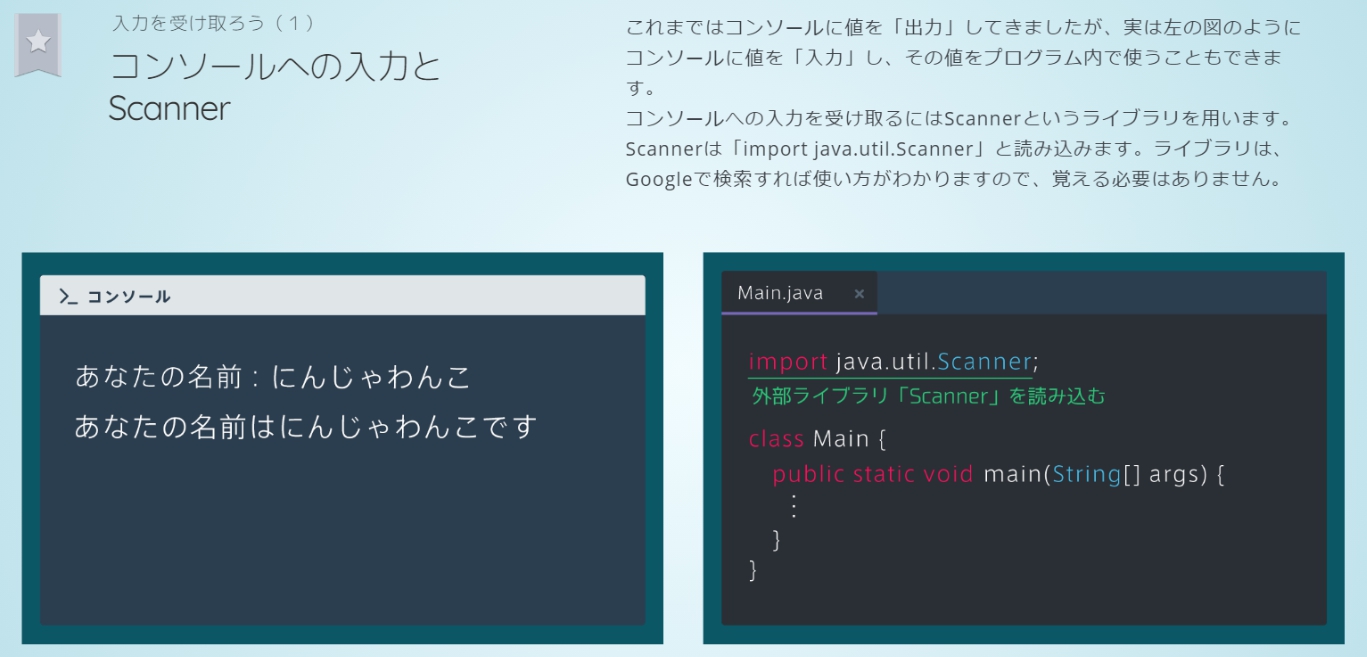 入力を受け取ろう（１）
コンソールへの入力と
Scanner
これまではコンソールに値を「出力」してきましたが、実は左の図のように
コンソールに値を「入力」し、その値をプログラム内で使うこともできま
す。
コンソールへの入力を受け取るにはScannerというライブラリを用います。
Scannerは「import java.util.Scanner」と読み込みます。ライブラリは、
Googleで検索すれば使い方がわかりますので、覚える必要はありません。
>_ コンソール
あなたの名前 : にんじゃわんこ
あなたの名前はにんじゃわんこです
Main.java ×
import java.util.Scanner;
外部ライブラリ「Scanner」を読み込む
class Main {
public static void main(String[] args) {
⋮
}
}